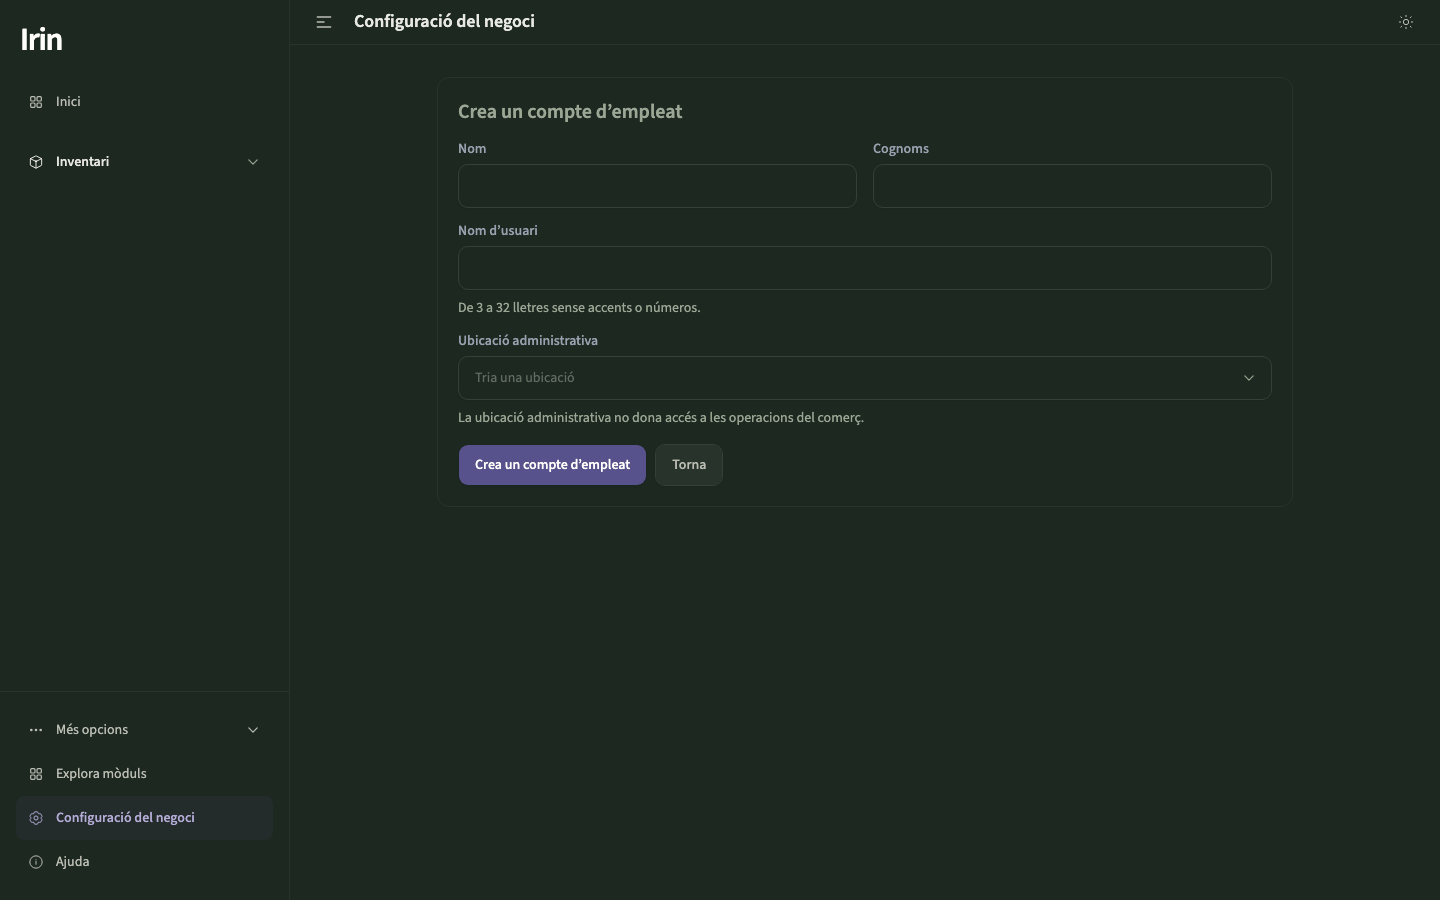 Irin
Configuració del negoci
Inici
Inventari
Crea un compte d’empleat
Nom
Cognoms
Nom d’usuari
De 3 a 32 lletres sense accents o números.
Ubicació administrativa
Tria una ubicació
La ubicació administrativa no dona accés a les operacions del comerç.
Crea un compte d’empleat
Torna
Més opcions
Explora mòduls
Configuració del negoci
Ajuda